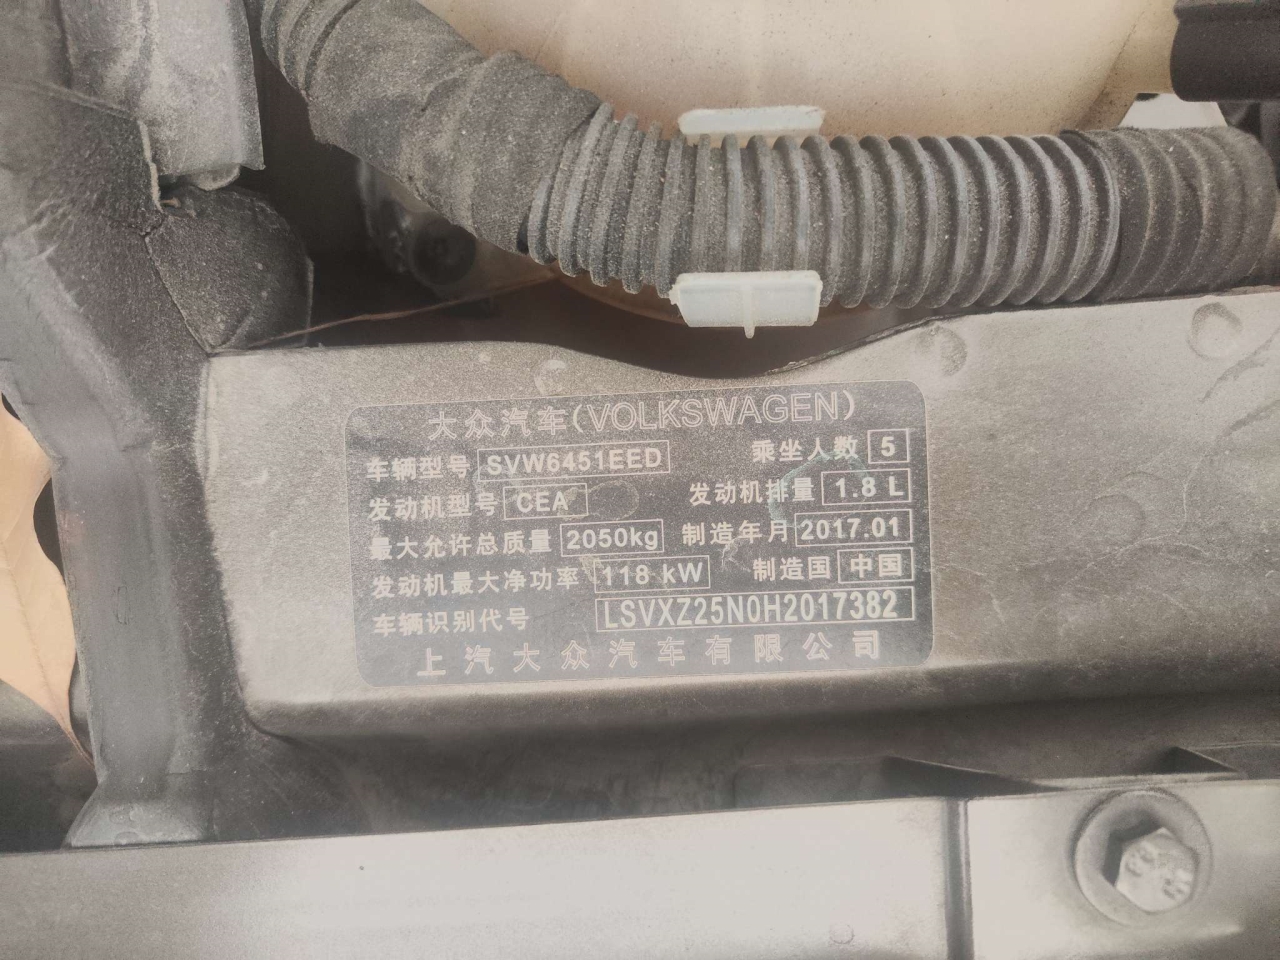 大众汽车(VOLKSWAGEN)
车辆型号 SVW6451EED 乘坐人数 5
发动机型号 CEA 发动机排量 1.8 L
最大允许总质量 2050kg 制造年月 2017.01
发动机最大净功率 118 kW 制造国 中国
车辆识别代号 LSVXZ25N0H2017382
上汽大众汽车有限公司